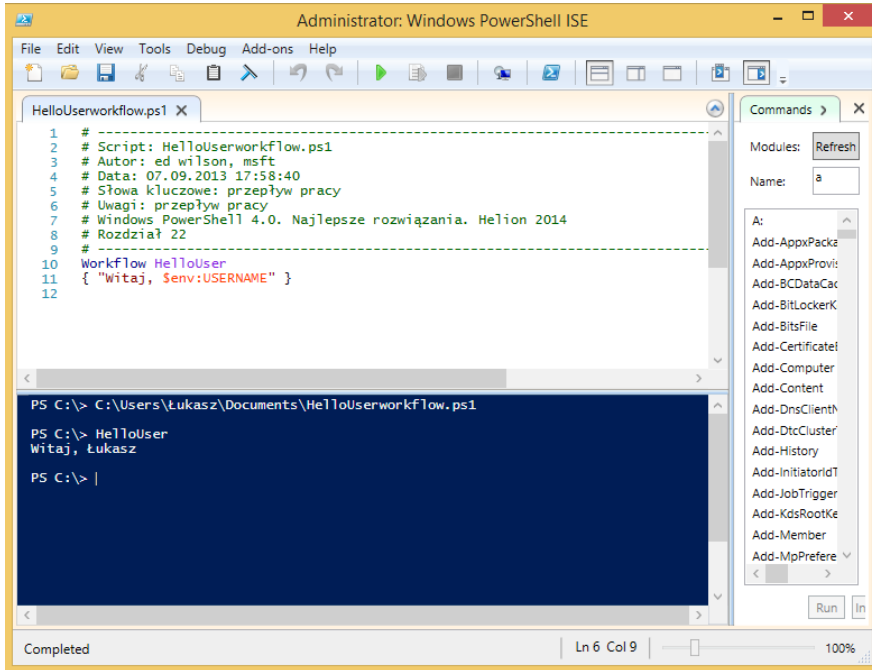 Administrator: Windows PowerShell ISE
File Edit View Tools Debug Add-ons Help
HelloUserworkflow.ps1 X
1 # -----------------------------------------------------------------------------
2 # Script: HelloUserworkflow.ps1
3 # Autor: ed wilson, msft
4 # Data: 07.09.2013 17:58:40
5 # Słowa kluczowe: przepływ pracy
6 # Uwagi: przepływ pracy
7 # Windows PowerShell 4.0. Najlepsze rozwiązania. Helion 2014
8 # Rozdział 22
9 # -----------------------------------------------------------------------------
10 Workflow HelloUser
11 { "Witaj, $env:USERNAME" }
12
PS C:\> C:\Users\Łukasz\Documents\HelloUserworkflow.ps1
PS C:\> HelloUser
Witaj, Łukasz
PS C:\>
Commands > X
Modules: Refresh
Name: a
A:
Add-AppxPacka
Add-AppxProvis
Add-BCDataCac
Add-BitLockerK
Add-BitsFile
Add-CertificateE
Add-Computer
Add-Content
Add-DnsClientN
Add-DtcCluster
Add-History
Add-InitiatorIdT
Add-JobTrigger
Add-KdsRootKe
Add-Member
Add-MpPrefere
Run In
Completed
Ln 6 Col 9
100%